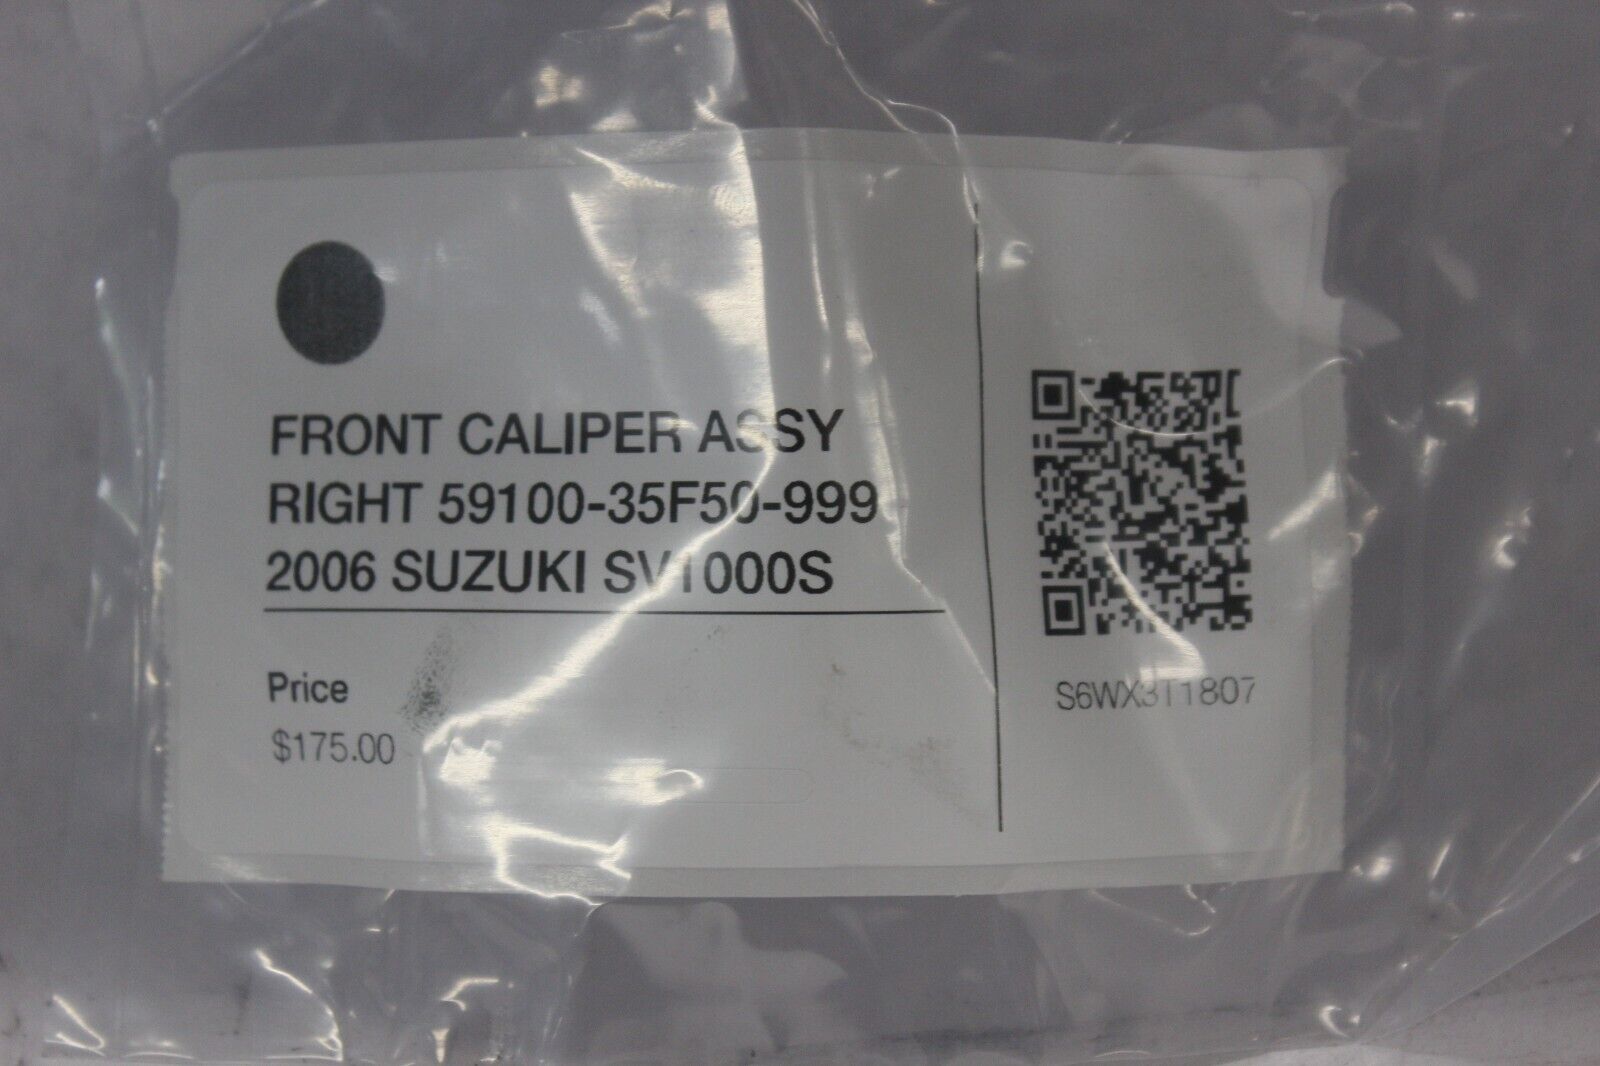 FRONT CALIPER ASSY
RIGHT 59100-35F50-999
2006 SUZUKI SV1000S
Price
$175.00
S6WX3T1807